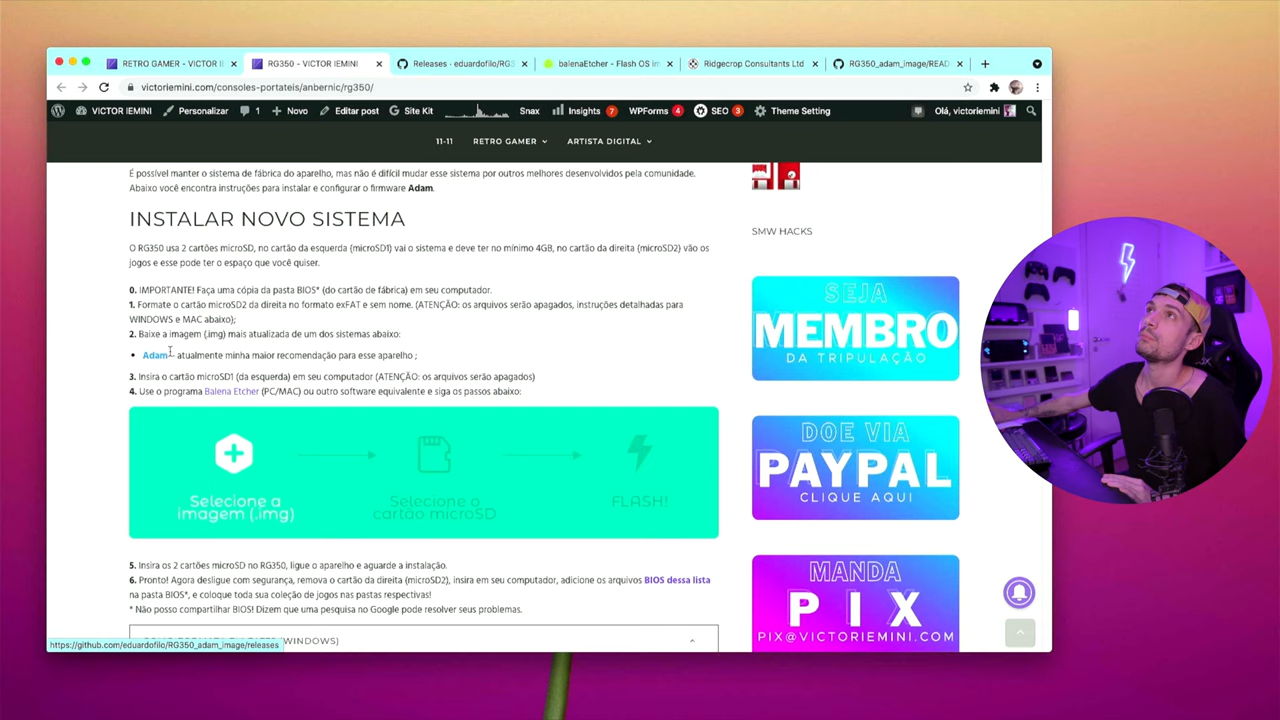 RETRO GAMER - VICTOR IE
RG350 - VICTOR IEMINI
Releases · eduardofilo/RG3
balenaEtcher - Flash OS im
Ridgecrop Consultants Ltd
RG350_adam_image/READ
victoriemini.com/consoles-portateis/anbernic/rg350/
VICTOR IEMINI
Personalizar
1
Novo
Editar post
Site Kit
Snax
Insights 7
WPForms 4
SEO 3
Theme Setting
Olá, victoriemini
11-11
RETRO GAMER
ARTISTA DIGITAL
É possível manter o sistema de fábrica do aparelho, mas não é difícil mudar esse sistema por outros melhores desenvolvidos pela comunidade.
Abaixo você encontra instruções para instalar e configurar o firmware Adam.
INSTALAR NOVO SISTEMA
O RG350 usa 2 cartões microSD, no cartão da esquerda (microSD1) vai o sistema e deve ter no mínimo 4GB, no cartão da direita (microSD2) vão os
jogos e esse pode ter o espaço que você quiser.
0. IMPORTANTE! Faça uma cópia da pasta BIOS* (do cartão de fábrica) em seu computador.
1. Formate o cartão microSD2 da direita no formato exFAT e sem nome. (ATENÇÃO: os arquivos serão apagados, instruções detalhadas para
WINDOWS e MAC abaixo);
2. Baixe a imagem (.img) mais atualizada de um dos sistemas abaixo:
• Adam – atualmente minha maior recomendação para esse aparelho ;
3. Insira o cartão microSD1 (da esquerda) em seu computador (ATENÇÃO: os arquivos serão apagados)
4. Use o programa Balena Etcher (PC/MAC) ou outro software equivalente e siga os passos abaixo:
Selecione a
imagem (.img)
Selecione o
cartão microSD
FLASH!
5. Insira os 2 cartões microSD no RG350, ligue o aparelho e aguarde a instalação.
6. Pronto! Agora desligue com segurança, remova o cartão da direita (microSD2), insira em seu computador, adicione os arquivos BIOS dessa lista
na pasta BIOS*, e coloque toda sua coleção de jogos nas pastas respectivas!
* Não posso compartilhar BIOS! Dizem que uma pesquisa no Google pode resolver seus problemas.
(WINDOWS)
https://github.com/eduardofilo/RG350_adam_image/releases
SMW HACKS
SEJA
MEMBRO
DA TRIPULAÇÃO
DOE VIA
PAYPAL
CLIQUE AQUI
MANDA
PIX
PIX@VICTORIEMINI.COM